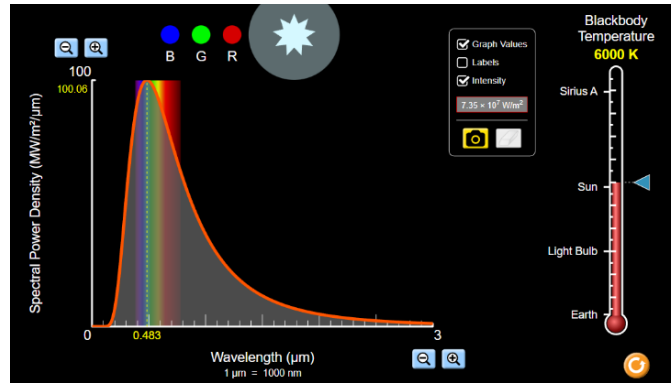 B G R
100
100.06
Spectral Power Density (MW/m²/μm)
0
0.483
3
Wavelength (μm)
1 μm = 1000 nm
Graph Values
Labels
Intensity
7.35 × 10⁷ W/m²
Blackbody
Temperature
6000 K
Sirius A
Sun
Light Bulb
Earth